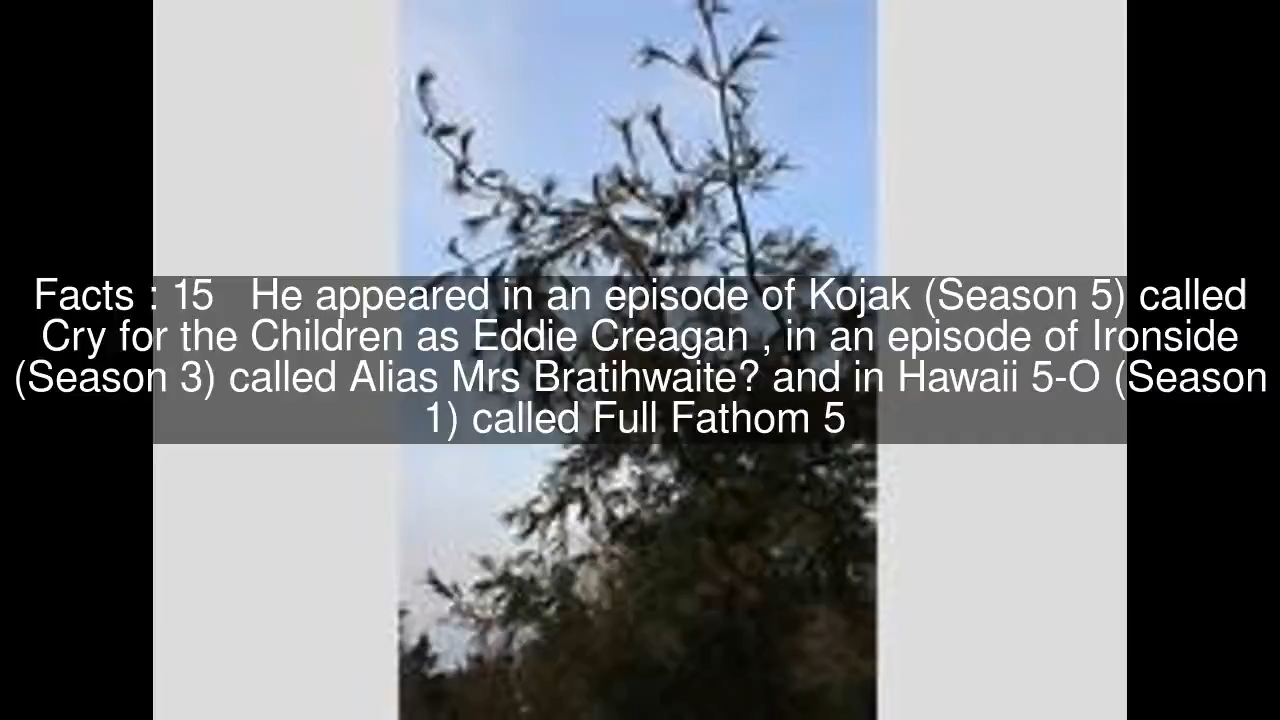 Facts : 15   He appeared in an episode of Kojak (Season 5) called
Cry for the Children as Eddie Creagan , in an episode of Ironside
(Season 3) called Alias Mrs Bratihwaite? and in Hawaii 5-O (Season
1) called Full Fathom 5